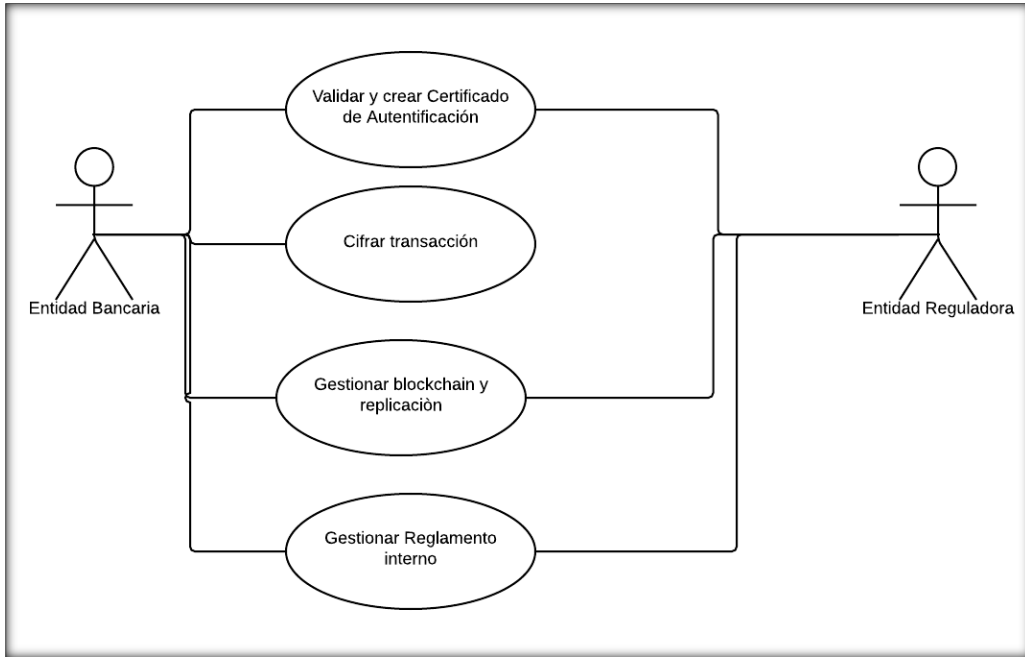 Validar y crear Certificado
de Autentificación
Cifrar transacción
Entidad Bancaria
Entidad Reguladora
Gestionar blockchain y
replicaciòn
Gestionar Reglamento
interno